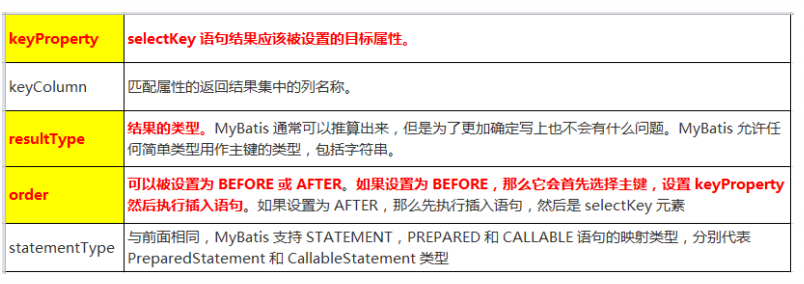 keyProperty selectKey 语句结果应该被设置的目标属性。
keyColumn 匹配属性的返回结果集中的列名称。
resultType 结果的类型。MyBatis 通常可以推算出来，但是为了更加确定写上也不会有什么问题。MyBatis 允许任
何简单类型用作主键的类型，包括字符串。
order 可以被设置为 BEFORE 或 AFTER。如果设置为 BEFORE，那么它会首先选择主键，设置 keyProperty
然后执行插入语句。如果设置为 AFTER，那么先执行插入语句，然后是 selectKey 元素
statementType 与前面相同，MyBatis 支持 STATEMENT，PREPARED 和 CALLABLE 语句的映射类型，分别代表
PreparedStatement 和 CallableStatement 类型